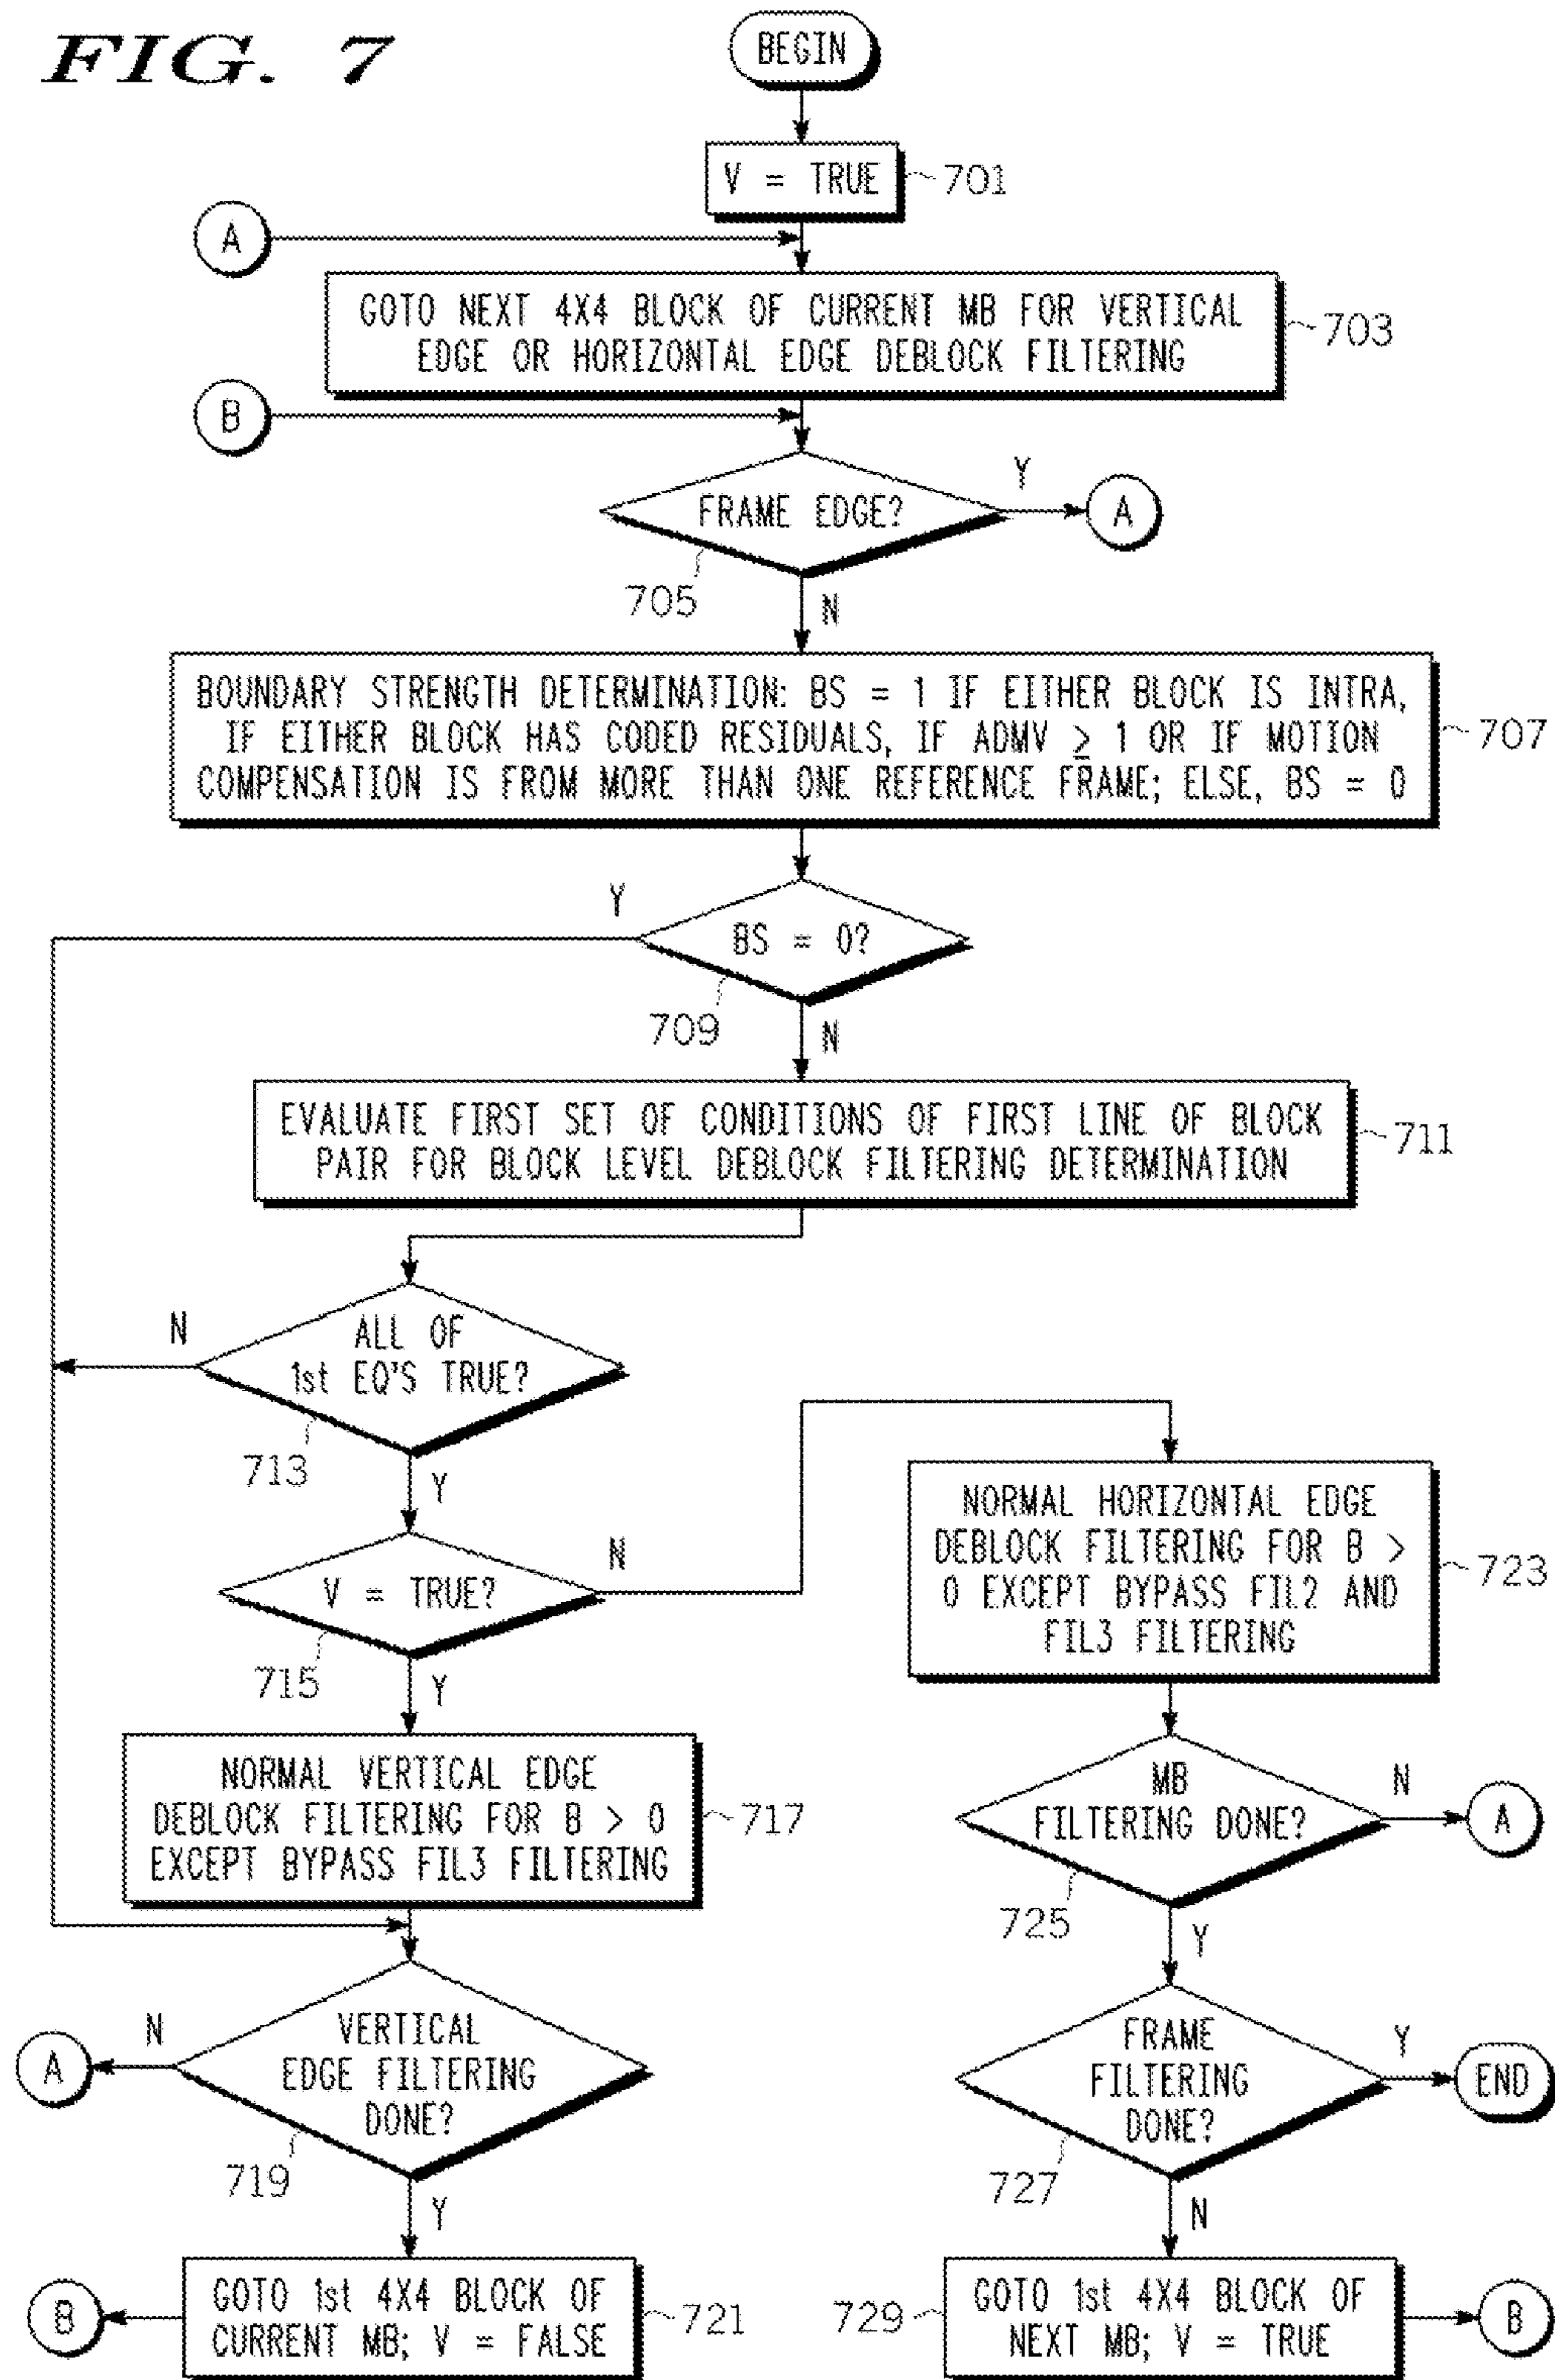 FIG. 7
BEGIN
V = TRUE
701
A
GOTO NEXT 4X4 BLOCK OF CURRENT MB FOR VERTICAL
EDGE OR HORIZONTAL EDGE DEBLOCK FILTERING
703
B
FRAME EDGE?
Y
A
705
N
BOUNDARY STRENGTH DETERMINATION: BS = 1 IF EITHER BLOCK IS INTRA,
IF EITHER BLOCK HAS CODED RESIDUALS, IF ADMV ≥ 1 OR IF MOTION
COMPENSATION IS FROM MORE THAN ONE REFERENCE FRAME; ELSE, BS = 0
707
Y
BS = 0?
709
N
EVALUATE FIRST SET OF CONDITIONS OF FIRST LINE OF BLOCK
PAIR FOR BLOCK LEVEL DEBLOCK FILTERING DETERMINATION
711
N
ALL OF
1st EQ'S TRUE?
713
Y
V = TRUE?
N
715
Y
NORMAL VERTICAL EDGE
DEBLOCK FILTERING FOR B > 0
EXCEPT BYPASS FIL3 FILTERING
717
N
A
VERTICAL
EDGE FILTERING
DONE?
719
Y
GOTO 1st 4X4 BLOCK OF
CURRENT MB; V = FALSE
721
B
NORMAL HORIZONTAL EDGE
DEBLOCK FILTERING FOR B >
0 EXCEPT BYPASS FIL2 AND
FIL3 FILTERING
723
MB
FILTERING DONE?
N
A
725
Y
FRAME
FILTERING
DONE?
Y
END
727
N
729
GOTO 1st 4X4 BLOCK OF
NEXT MB; V = TRUE
B